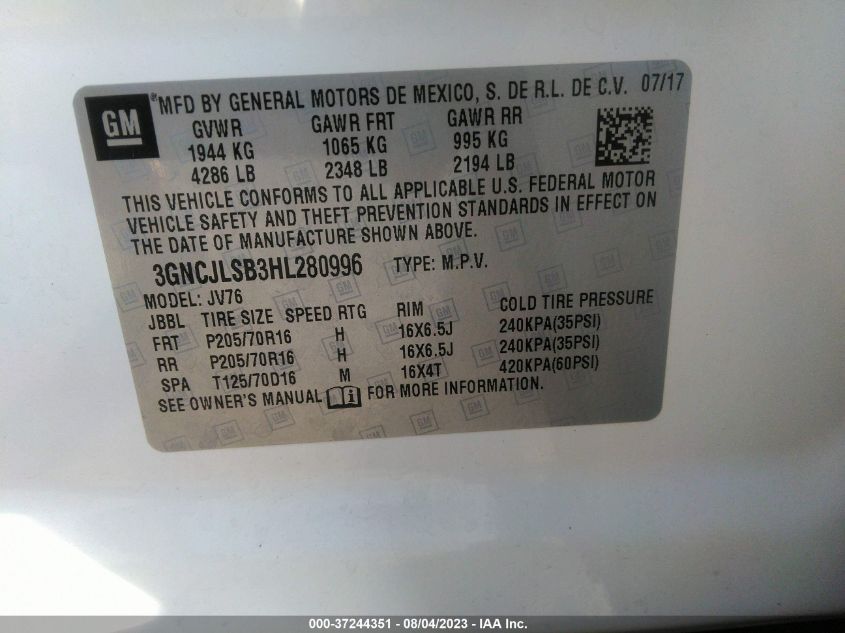 GM
*MFD BY GENERAL MOTORS DE MEXICO, S. DE R.L. DE C.V. 07/17
GVWR GAWR FRT GAWR RR
1944 KG 1065 KG 995 KG
4286 LB 2348 LB 2194 LB
THIS VEHICLE CONFORMS TO ALL APPLICABLE U.S. FEDERAL MOTOR
VEHICLE SAFETY AND THEFT PREVENTION STANDARDS IN EFFECT ON
THE DATE OF MANUFACTURE SHOWN ABOVE.
3GNCJLSB3HL280996 TYPE: M.P.V.
MODEL: JV76
JBBL TIRE SIZE SPEED RTG RIM COLD TIRE PRESSURE
FRT P205/70R16 H 16X6.5J 240KPA(35PSI)
RR P205/70R16 H 16X6.5J 240KPA(35PSI)
SPA T125/70D16 M 16X4T 420KPA(60PSI)
SEE OWNER'S MANUAL i FOR MORE INFORMATION.
000-37244351 - 08/04/2023 - IAA Inc.